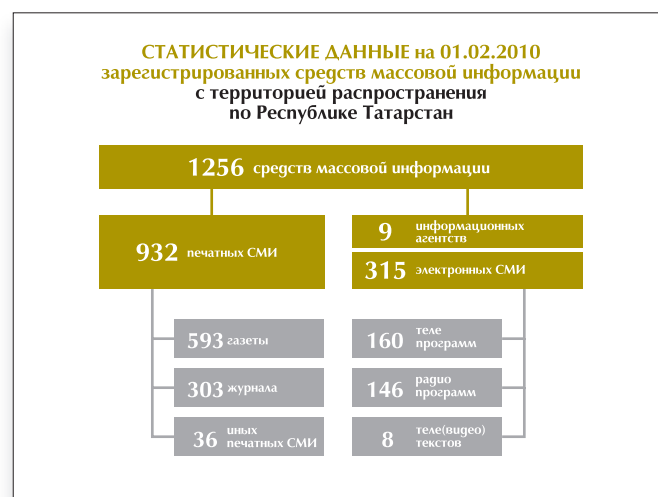 СТАТИСТИЧЕСКИЕ ДАННЫЕ на 01.02.2010
зарегистрированных средств массовой информации
с территорией распространения
по Республике Татарстан
1256 средств массовой информации
932 печатных СМИ
593 газеты
303 журнала
36 иных
печатных СМИ
9 информационных
агентств
315 электронных СМИ
160 теле
программ
146 радио
программ
8 теле(видео)
текстов